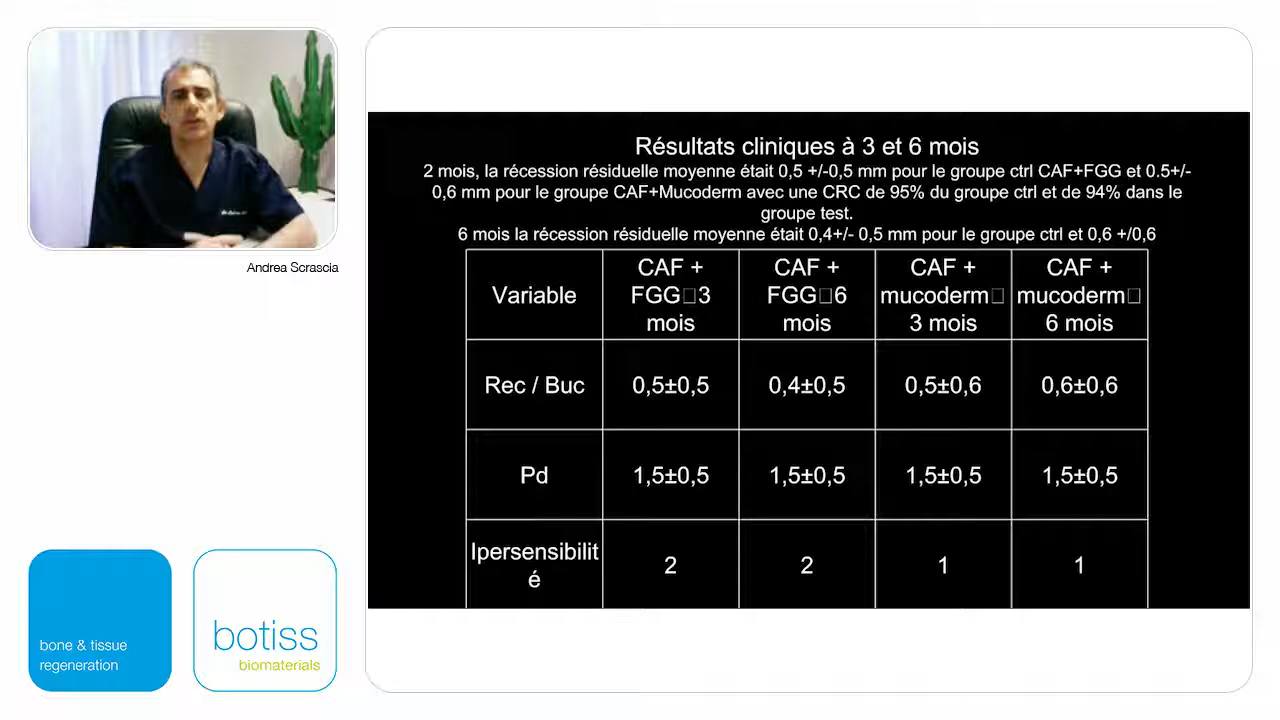 Andrea Scrascia
bone & tissue
regeneration
botiss
biomaterials
Résultats cliniques à 3 et 6 mois
2 mois, la récession résiduelle moyenne était 0,5 +/-0,5 mm pour le groupe ctrl CAF+FGG et 0.5+/-
0,6 mm pour le groupe CAF+Mucoderm avec une CRC de 95% du groupe ctrl et de 94% dans le
groupe test.
6 mois la récession résiduelle moyenne était 0,4+/- 0,5 mm pour le groupe ctrl et 0,6 +/0,6
Variable
CAF +
FGG□3
mois
CAF +
FGG□6
mois
CAF +
mucoderm□
3 mois
CAF +
mucoderm□
6 mois
Rec / Buc
0,5±0,5
0,4±0,5
0,5±0,6
0,6±0,6
Pd
1,5±0,5
1,5±0,5
1,5±0,5
1,5±0,5
Ipersensibilit
é
2
2
1
1